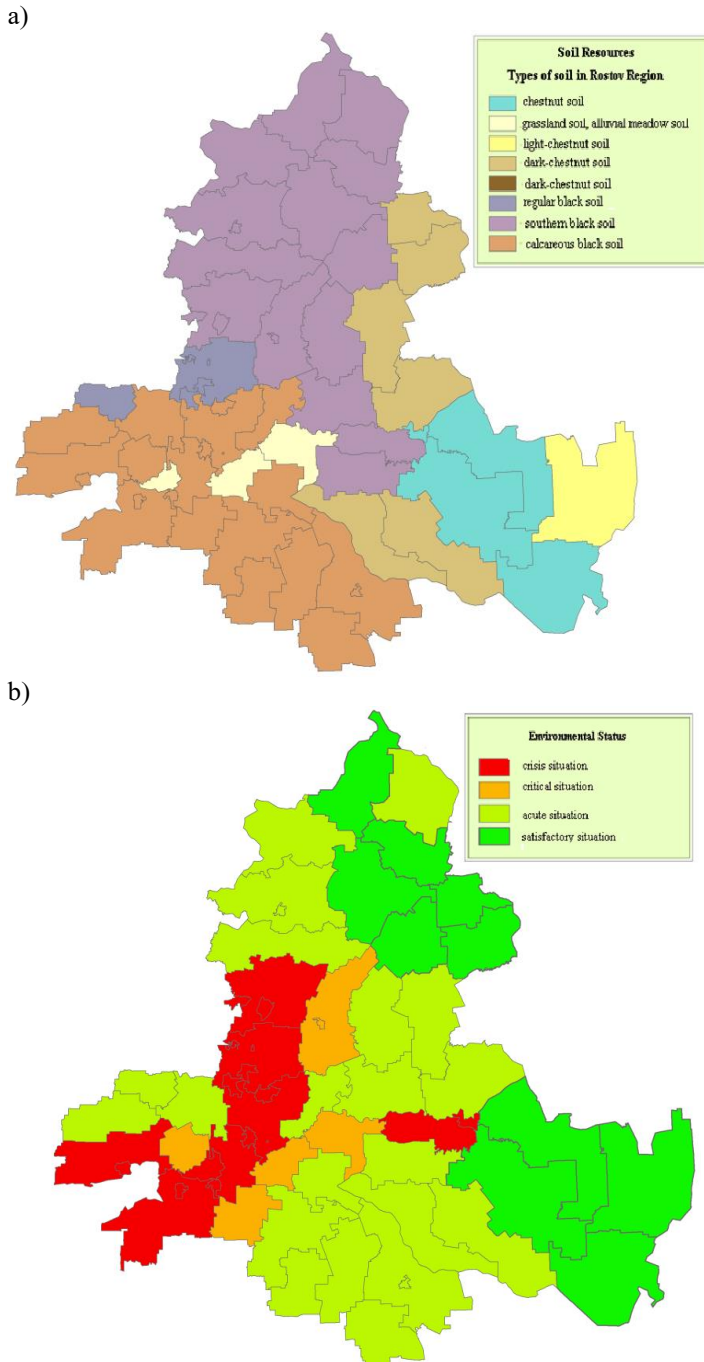 a)
Soil Resources
Types of soil in Rostov Region
chestnut soil
grassland soil, alluvial meadow soil
light-chestnut soil
dark-chestnut soil
dark-chestnut soil
regular black soil
southern black soil
calcareous black soil
b)
Environmental Status
crisis situation
critical situation
acute situation
satisfactory situation